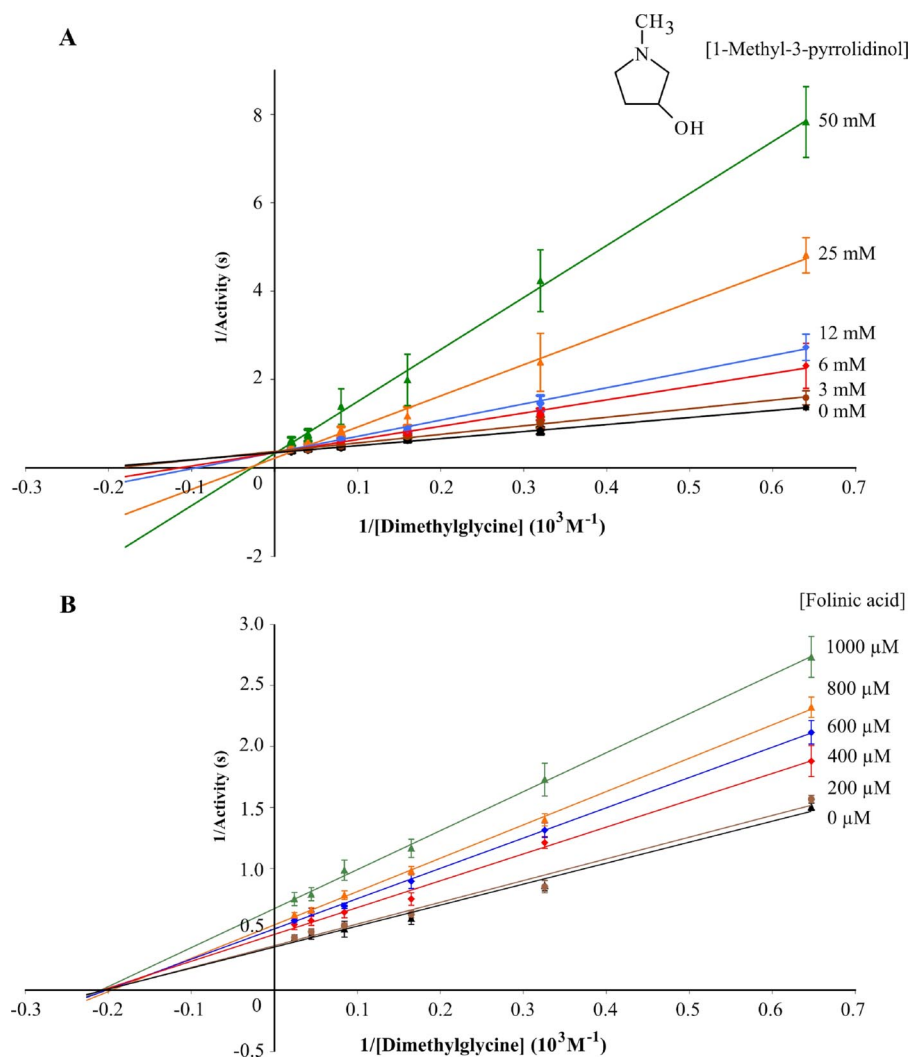 A
CH3
N
OH
[1-Methyl-3-pyrrolidinol]
50 mM
25 mM
12 mM
6 mM
3 mM
0 mM
8
6
4
2
0
-2
1/Activity (s)
-0.3 -0.2 -0.1 0.1 0.2 0.3 0.4 0.5 0.6 0.7
1/[Dimethylglycine] (10³M⁻¹)
B
[Folinic acid]
1000 µM
800 µM
600 µM
400 µM
200 µM
0 µM
3.0
2.5
2.0
1.5
1.0
0.5
0
-0.5
1/Activity (s)
-0.3 -0.2 -0.1 0.1 0.2 0.3 0.4 0.5 0.6 0.7
1/[Dimethylglycine] (10³M⁻¹)